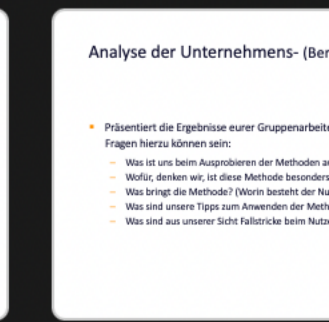 Analyse der Unternehmens- (Ber
Präsentiert die Ergebnisse eurer Gruppenarbeite
Fragen hierzu können sein:
Was ist uns beim Ausprobieren der Methoden a
Wofür, denken wir, ist diese Methode besonders
Was bringt die Methode? (Worin besteht der Nu
Was sind unsere Tipps zum Anwenden der Meth
Was sind aus unserer Sicht Fallstricke beim Nutz